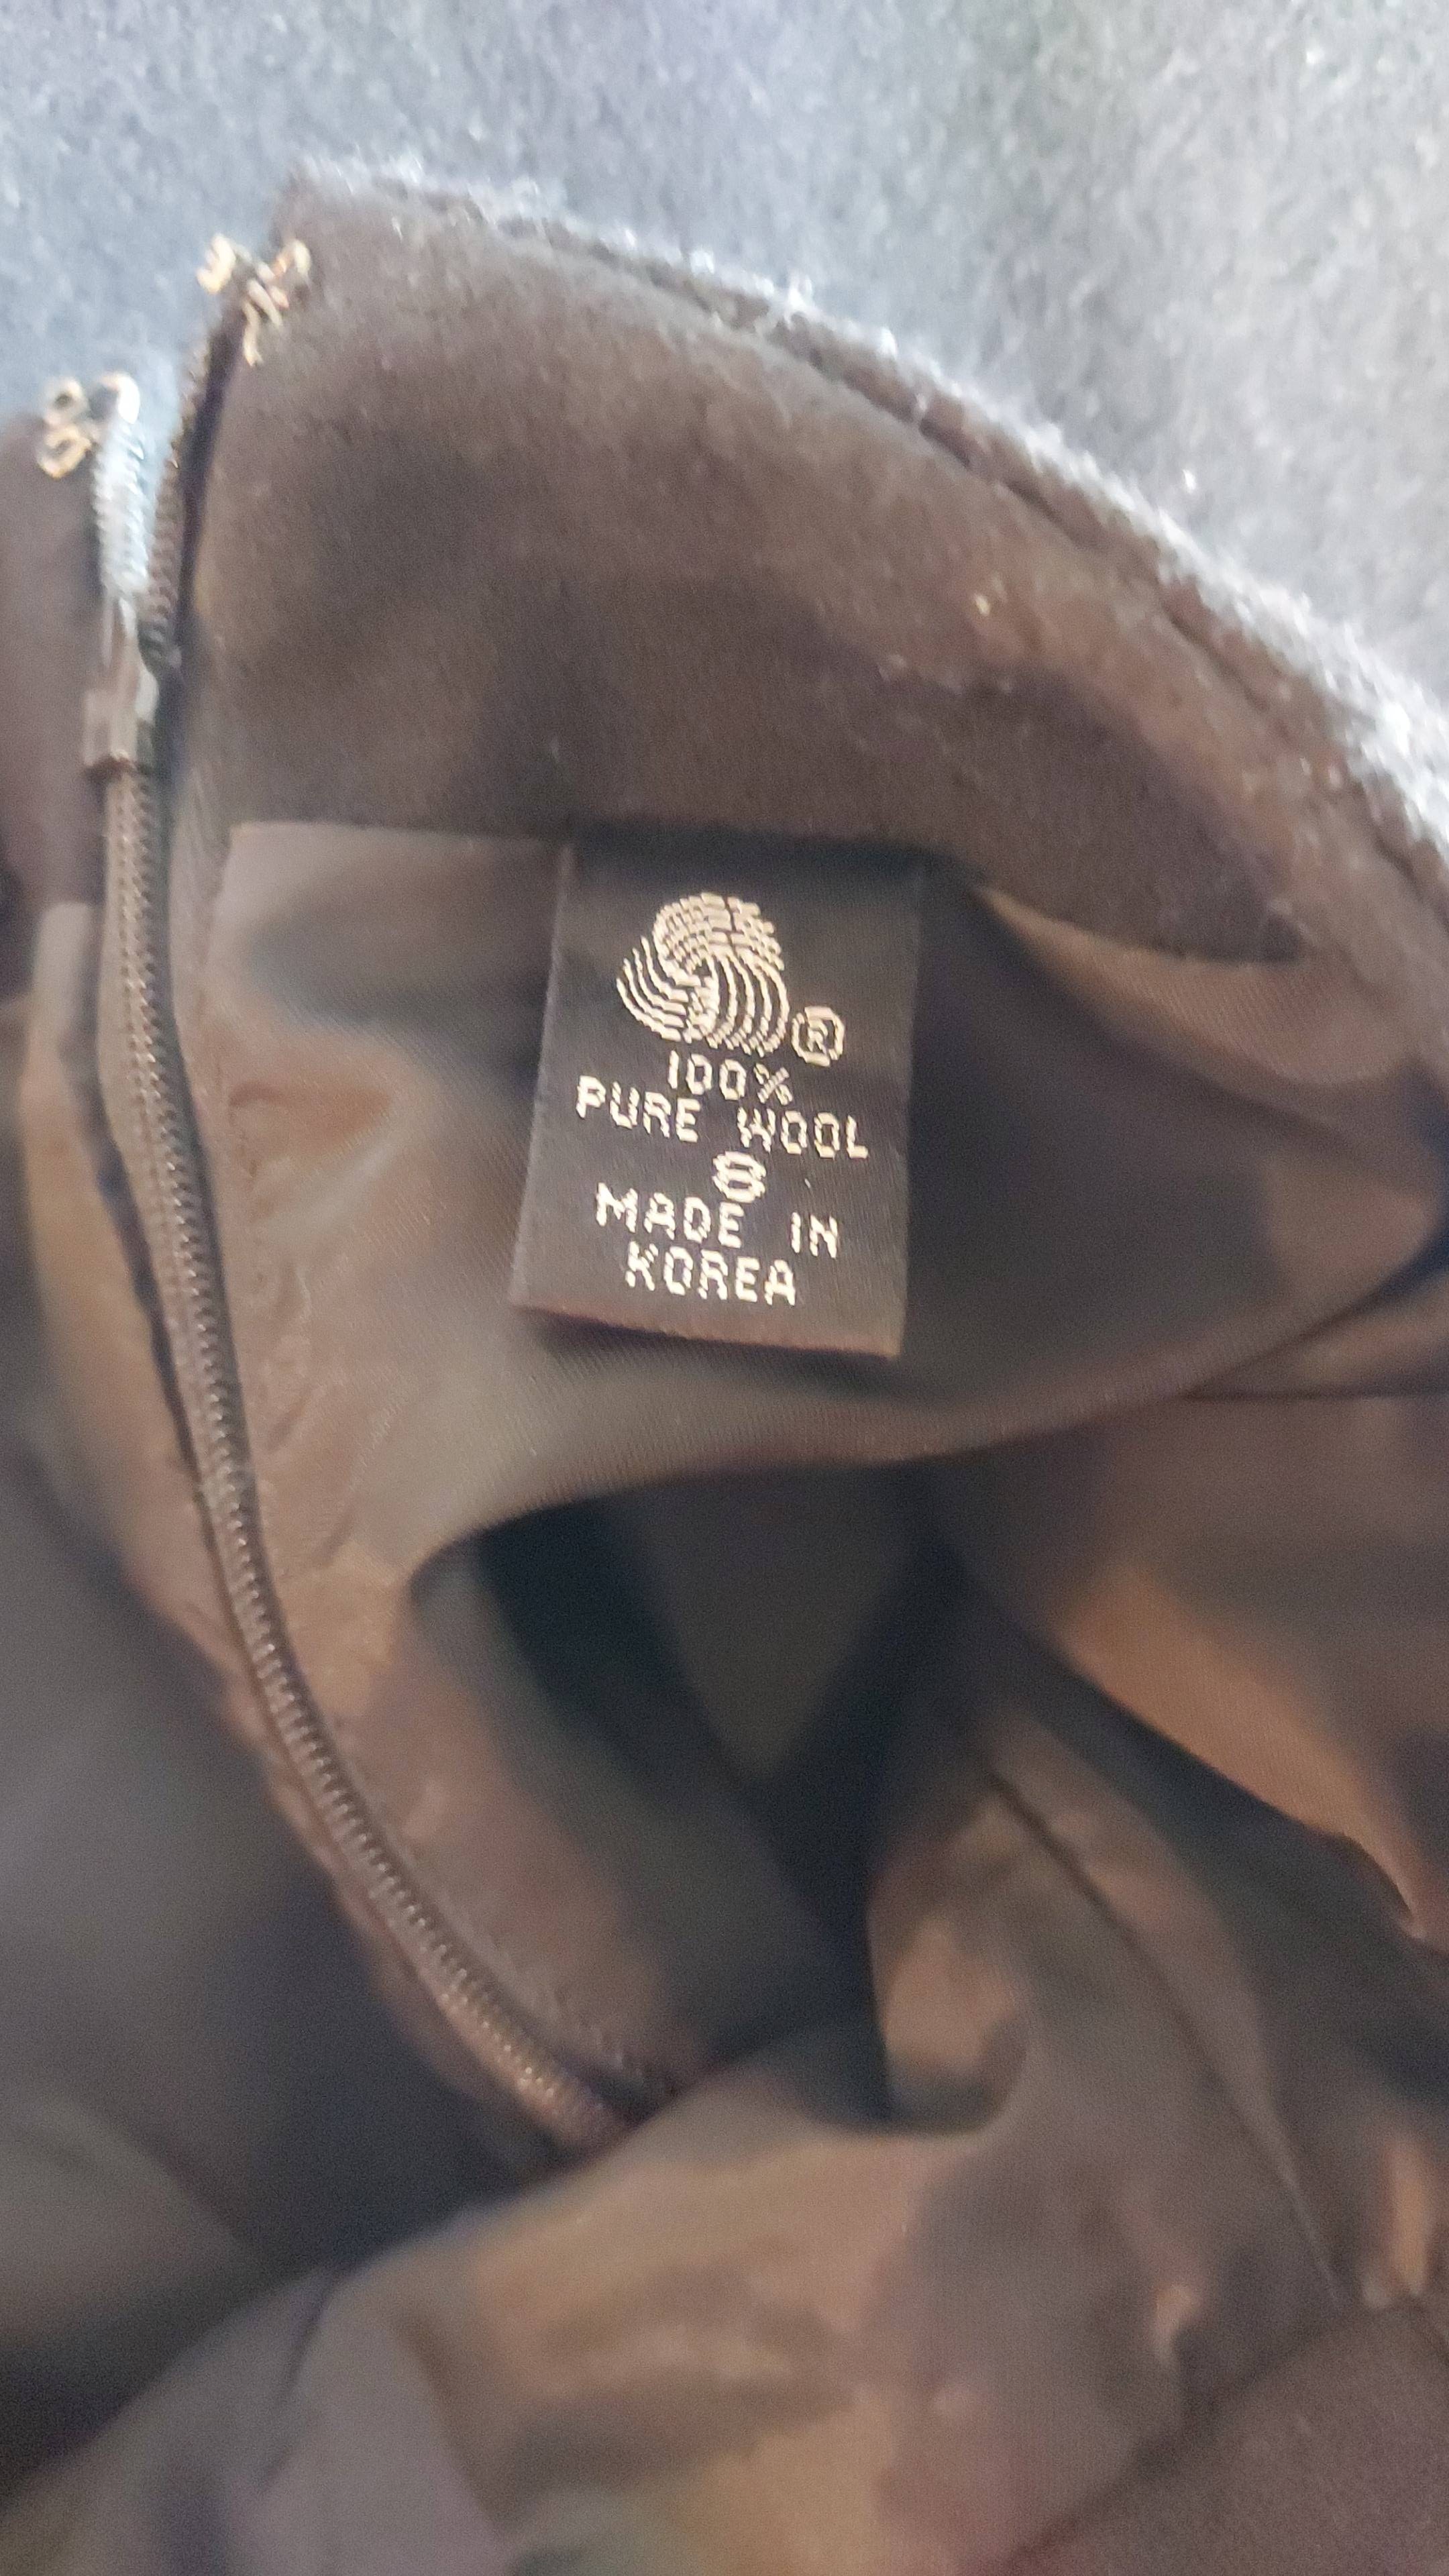 ®
100%
PURE WOOL
8
MADE IN
KOREA